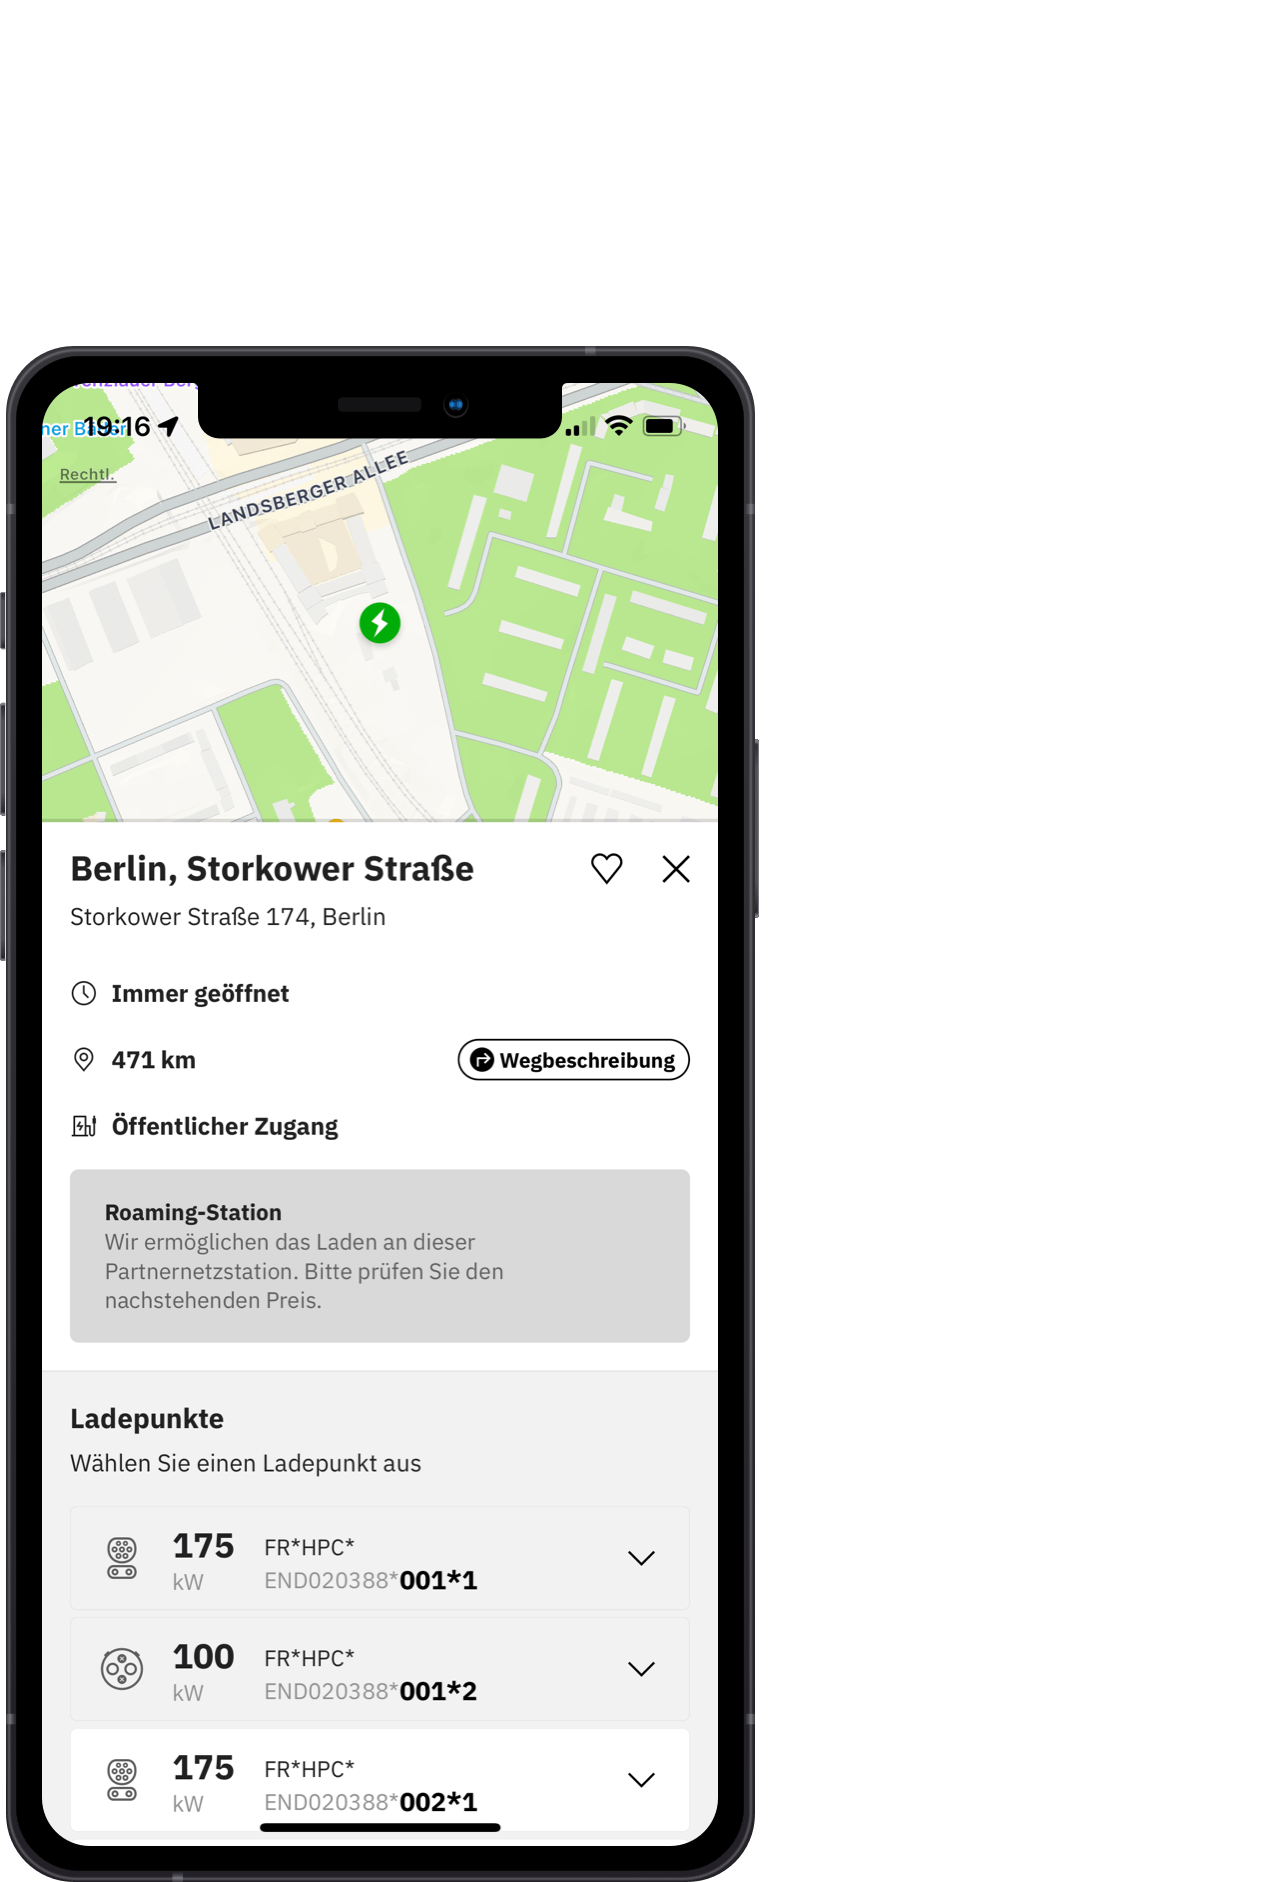 19:16
Rechtl.
LANDSBERGER ALLEE
Berlin, Storkower Straße
Storkower Straße 174, Berlin
Immer geöffnet
471 km
Wegbeschreibung
Öffentlicher Zugang
Roaming-Station
Wir ermöglichen das Laden an dieser
Partnernetzstation. Bitte prüfen Sie den
nachstehenden Preis.
Ladepunkte
Wählen Sie einen Ladepunkt aus
175 FR*HPC*
kW END020388*001*1
100 FR*HPC*
kW END020388*001*2
175 FR*HPC*
kW END020388*002*1